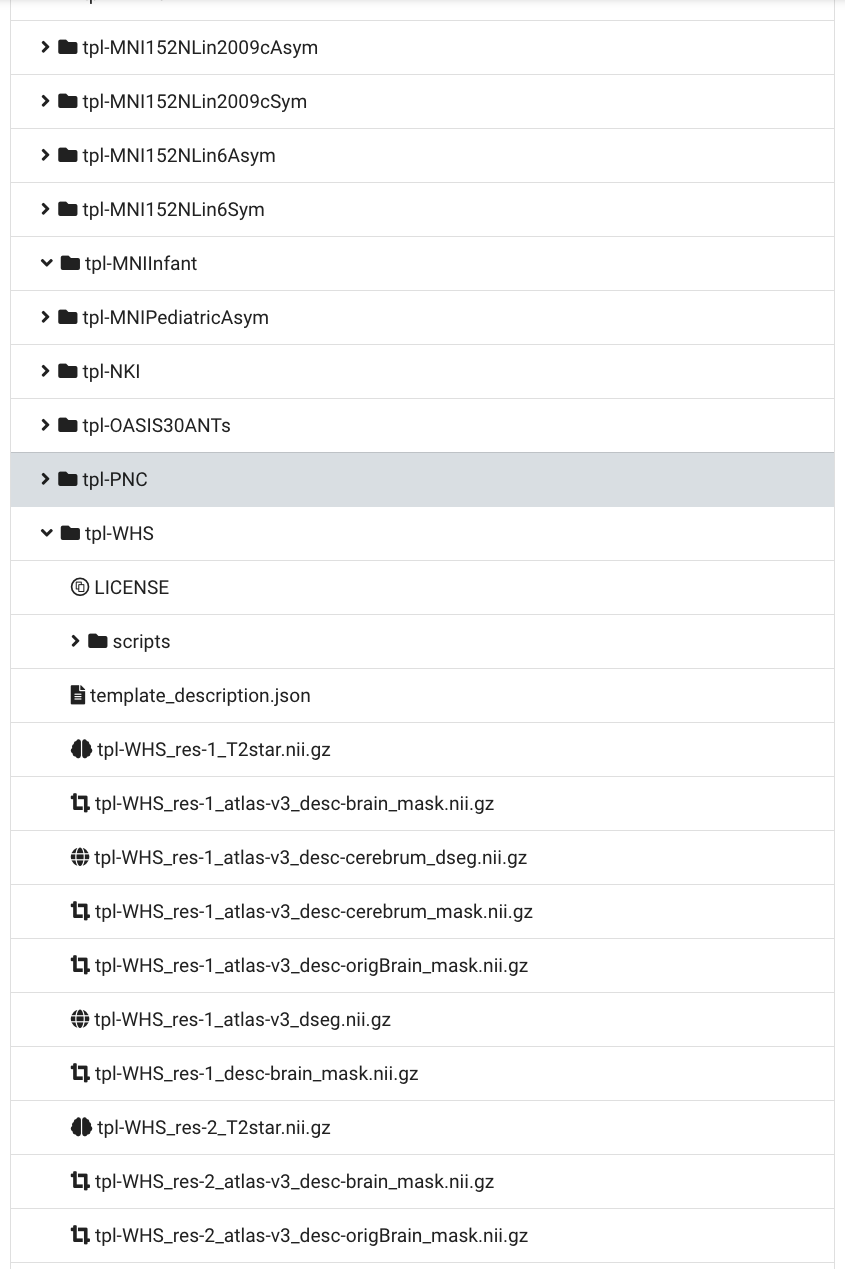 tpl-MNI152NLin2009cAsym
tpl-MNI152NLin2009cSym
tpl-MNI152NLin6Asym
tpl-MNI152NLin6Sym
tpl-MNIInfant
tpl-MNIPediatricAsym
tpl-NKI
tpl-OASIS30ANTs
tpl-PNC
tpl-WHS
LICENSE
scripts
template_description.json
tpl-WHS_res-1_T2star.nii.gz
tpl-WHS_res-1_atlas-v3_desc-brain_mask.nii.gz
tpl-WHS_res-1_atlas-v3_desc-cerebrum_dseg.nii.gz
tpl-WHS_res-1_atlas-v3_desc-cerebrum_mask.nii.gz
tpl-WHS_res-1_atlas-v3_desc-origBrain_mask.nii.gz
tpl-WHS_res-1_atlas-v3_dseg.nii.gz
tpl-WHS_res-1_desc-brain_mask.nii.gz
tpl-WHS_res-2_T2star.nii.gz
tpl-WHS_res-2_atlas-v3_desc-brain_mask.nii.gz
tpl-WHS_res-2_atlas-v3_desc-origBrain_mask.nii.gz